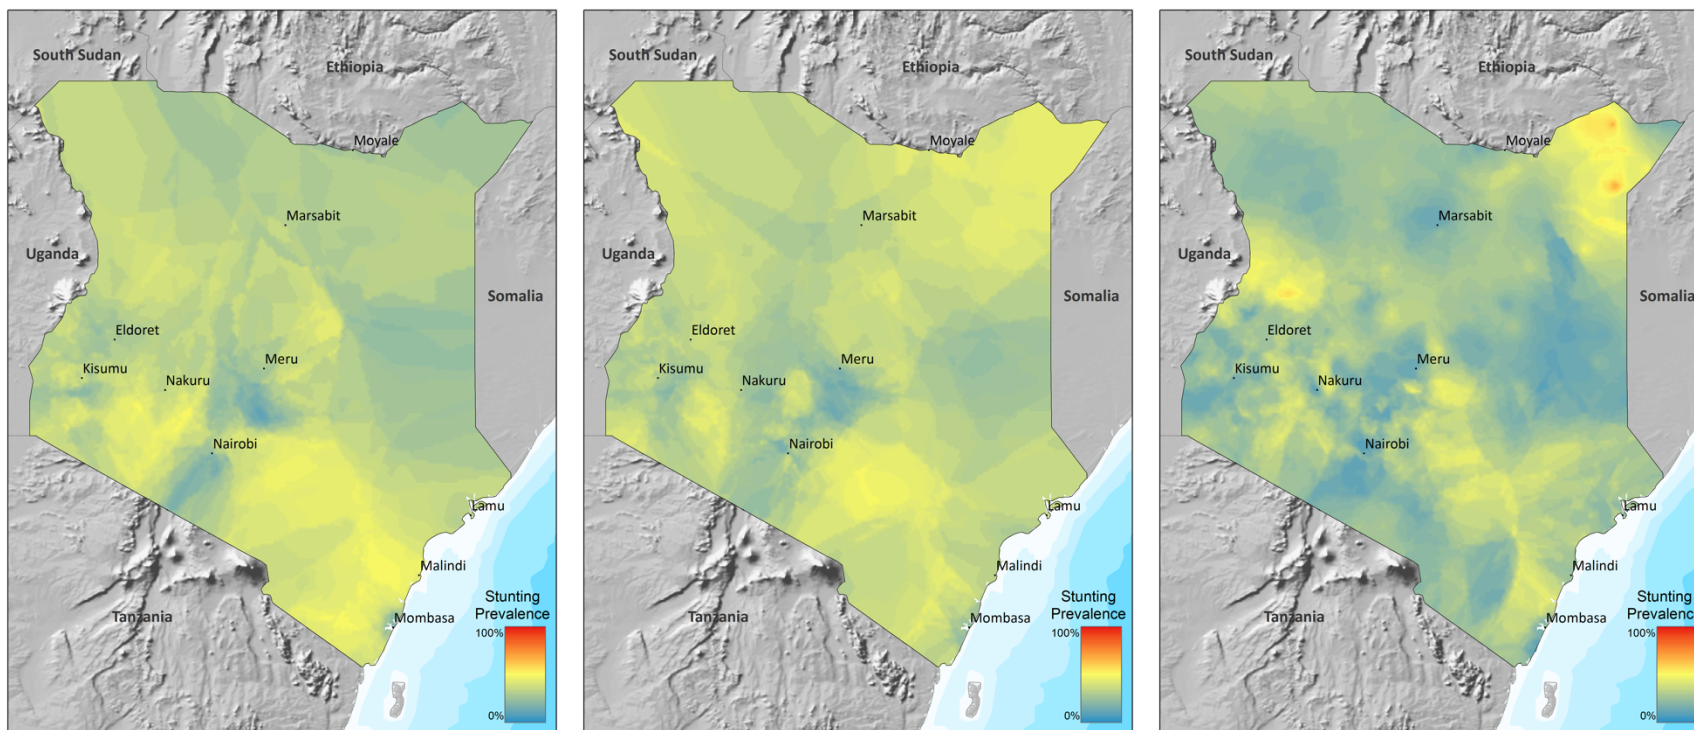 South Sudan
Ethiopia
Moyale
Marsabit
Uganda
Somalia
Eldoret
Meru
Kisumu
Nakuru
Nairobi
Lamu
Malindi
Mombasa
Tanzania
Stunting
Prevalence
100%
0%
South Sudan
Ethiopia
Moyale
Marsabit
Uganda
Somalia
Eldoret
Meru
Kisumu
Nakuru
Nairobi
Lamu
Malindi
Mombasa
Tanzania
Stunting
Prevalence
100%
0%
South Sudan
Ethiopia
Moyale
Marsabit
Uganda
Somalia
Eldoret
Meru
Kisumu
Nakuru
Nairobi
Lamu
Malindi
Mombasa
Tanzania
Stunting
Prevalence
100%
0%